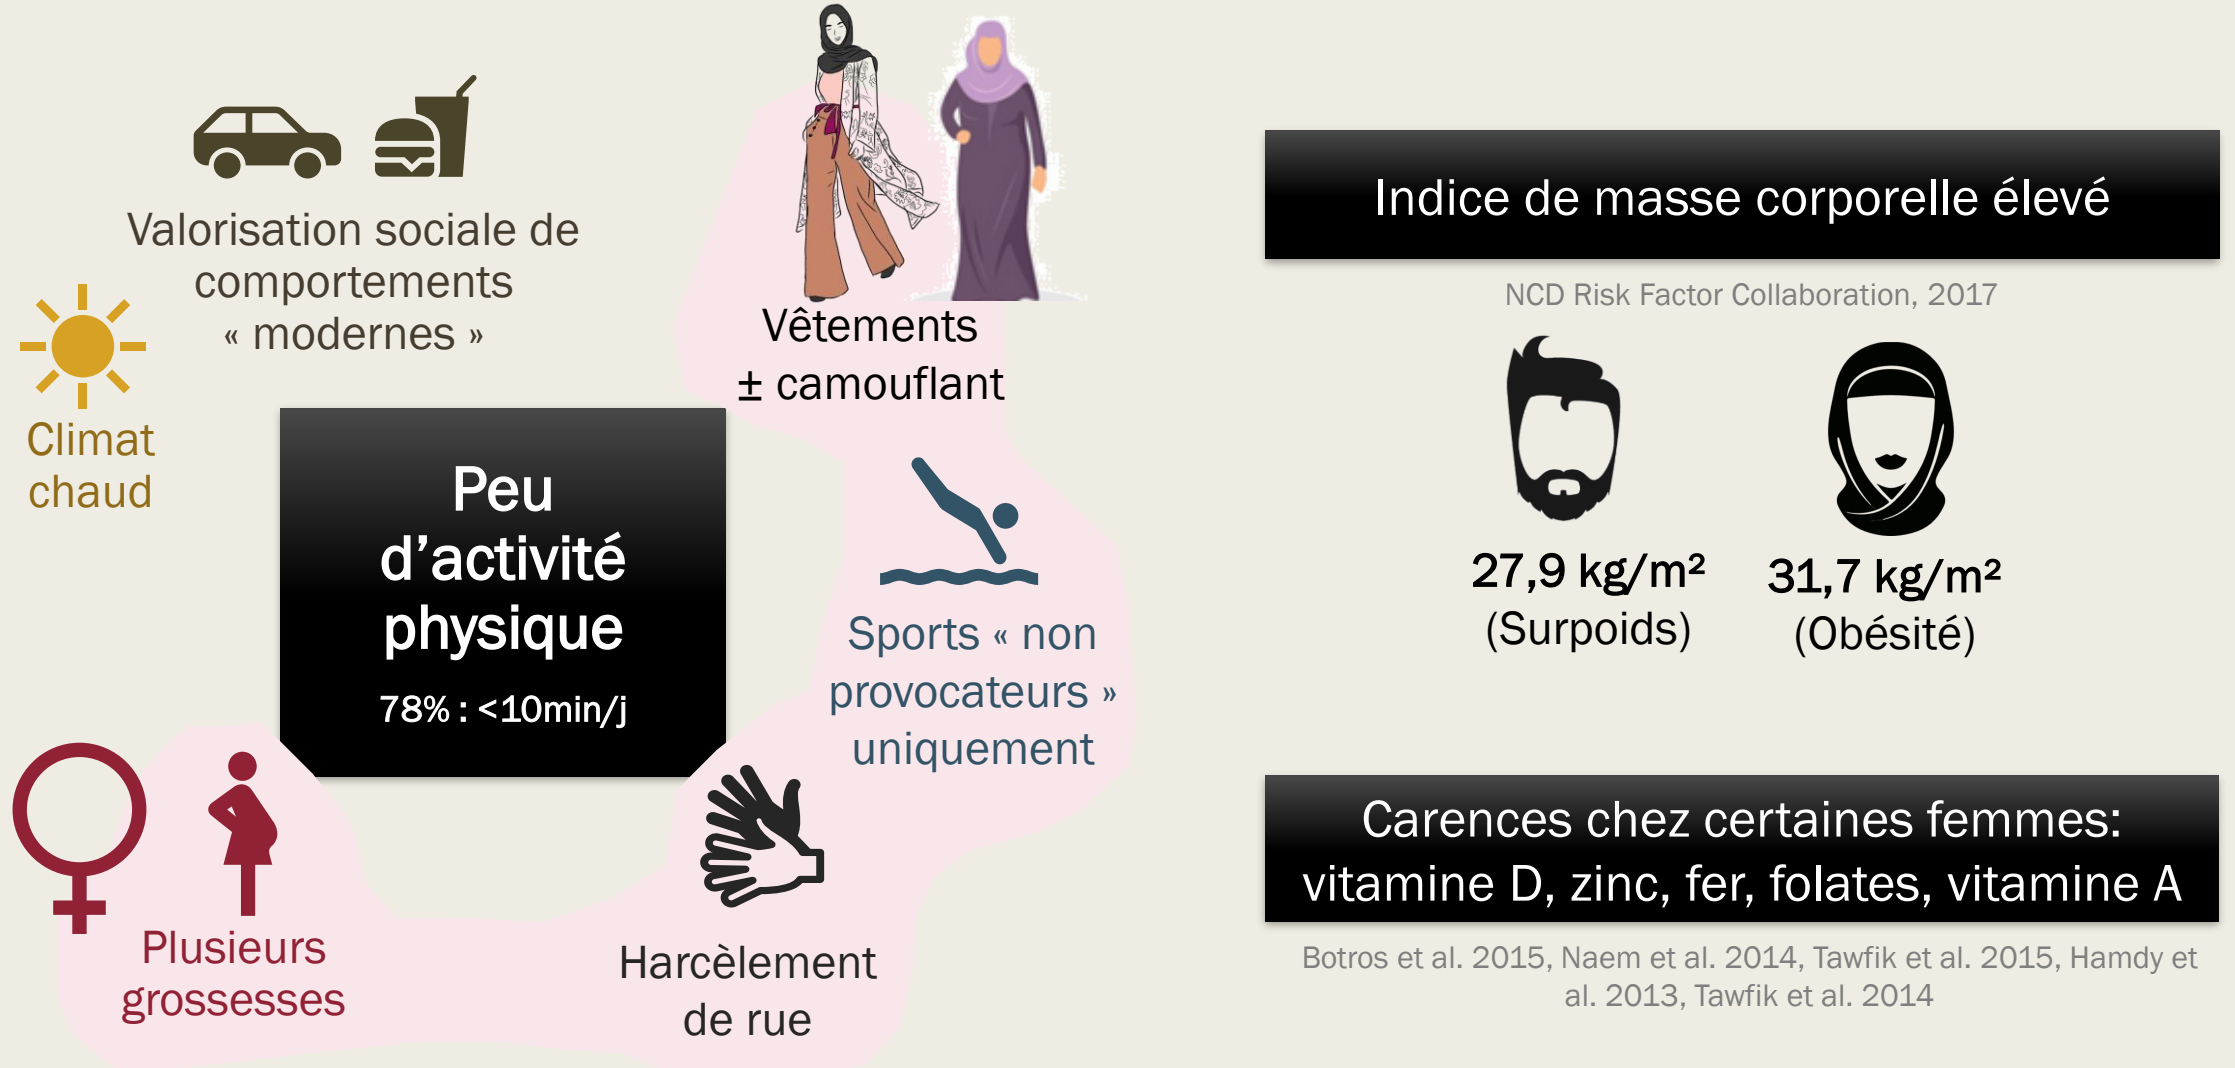 Valorisation sociale de
comportements
« modernes »
Climat
chaud
Vêtements
± camouflant
Peu
d’activité
physique
78% : <10min/j
Sports « non
provocateurs »
uniquement
Plusieurs
grossesses
Harcèlement
de rue
Indice de masse corporelle élevé
NCD Risk Factor Collaboration, 2017
27,9 kg/m²
(Surpoids)
31,7 kg/m²
(Obésité)
Carences chez certaines femmes:
vitamine D, zinc, fer, folates, vitamine A
Botros et al. 2015, Naem et al. 2014, Tawfik et al. 2015, Hamdy et
al. 2013, Tawfik et al. 2014